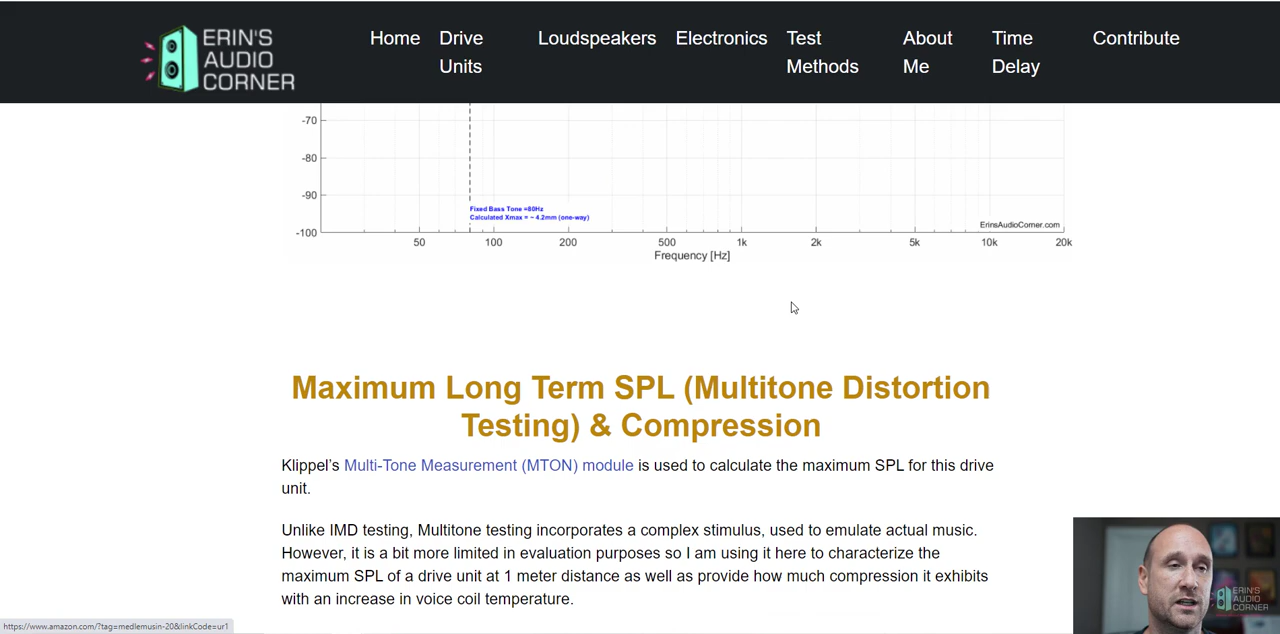 ERIN'S
AUDIO
CORNER
Home
Drive
Units
Loudspeakers
Electronics
Test
Methods
About
Me
Time
Delay
Contribute
-70
-80
-90
-100
Fixed Bass Tone =80Hz
Calculated Xmax = ~ 4.2mm (one-way)
ErinsAudioCorner.com
50 100 200 500 1k 2k 5k 10k 20k
Frequency [Hz]
Maximum Long Term SPL (Multitone Distortion
Testing) & Compression
Klippel's Multi-Tone Measurement (MTON) module is used to calculate the maximum SPL for this drive
unit.
Unlike IMD testing, Multitone testing incorporates a complex stimulus, used to emulate actual music.
However, it is a bit more limited in evaluation purposes so I am using it here to characterize the
maximum SPL of a drive unit at 1 meter distance as well as provide how much compression it exhibits
with an increase in voice coil temperature.
https://www.amazon.com/?tag=medlemusin-20&linkCode=ur1
ERIN'S
AUDIO
CORNER